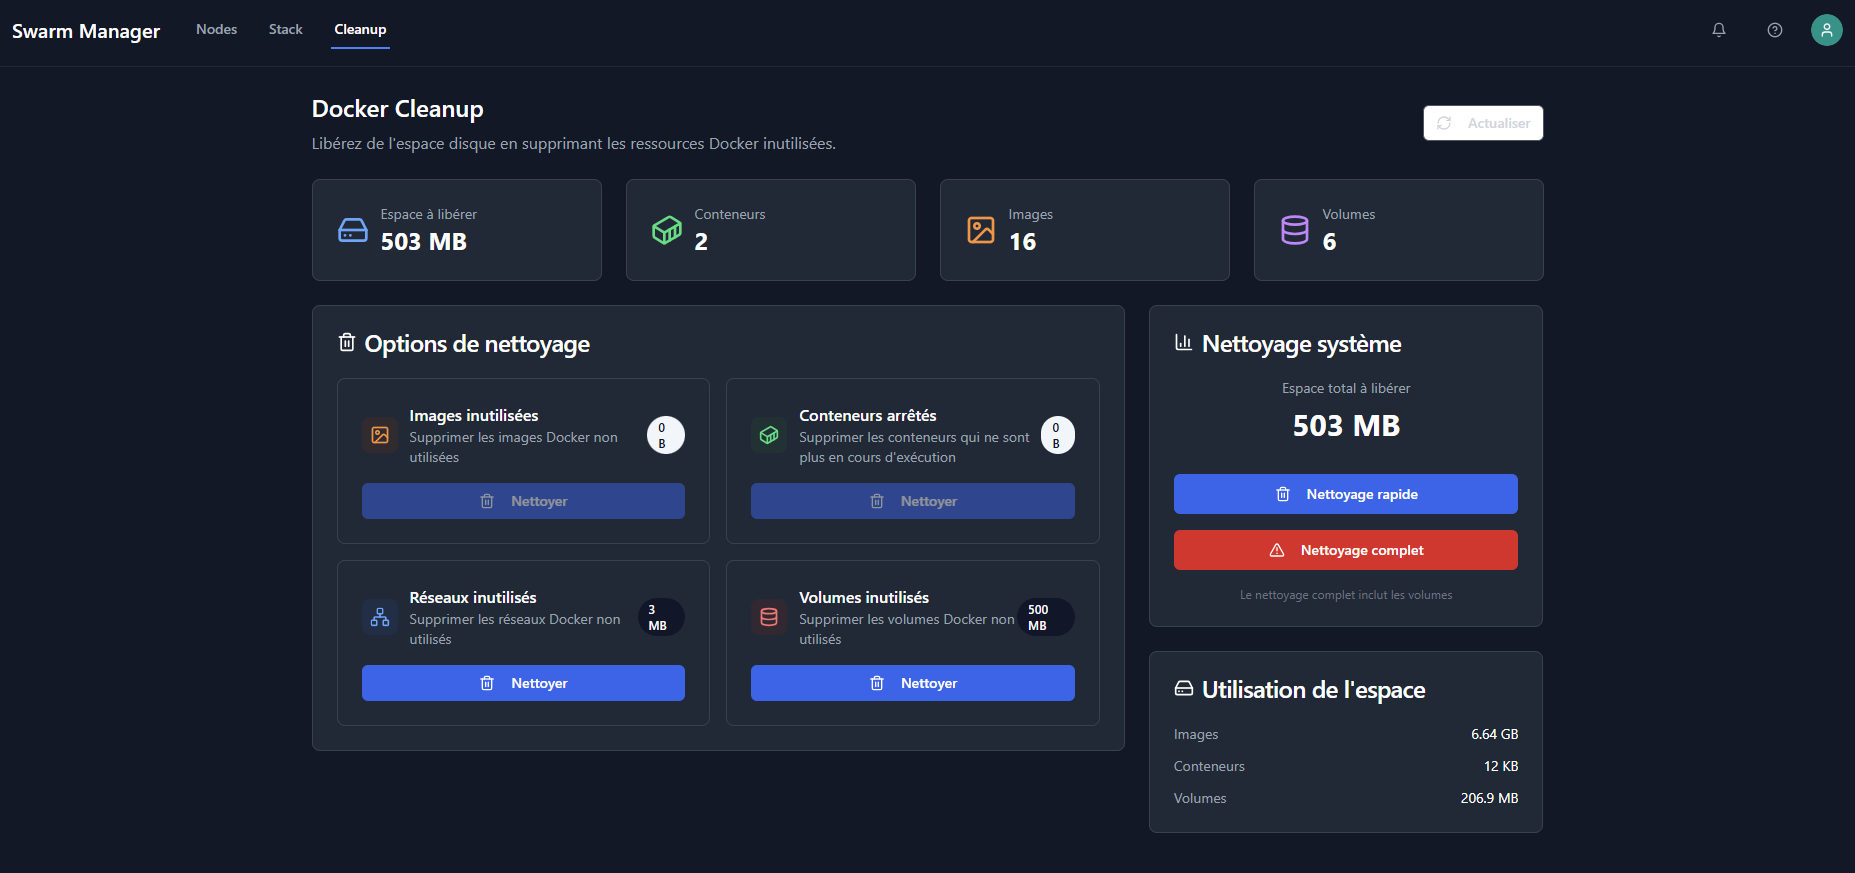 Swarm Manager
Nodes
Stack
Cleanup
Docker Cleanup
Libérez de l'espace disque en supprimant les ressources Docker inutilisées.
Actualiser
Espace à libérer
503 MB
Conteneurs
2
Images
16
Volumes
6
Options de nettoyage
Images inutilisées
Supprimer les images Docker non
utilisées
0
B
Nettoyer
Conteneurs arrêtés
Supprimer les conteneurs qui ne sont
plus en cours d'exécution
0
B
Nettoyer
Réseaux inutilisés
Supprimer les réseaux Docker non
utilisés
3
MB
Nettoyer
Volumes inutilisés
Supprimer les volumes Docker non
utilisés
500
MB
Nettoyer
Nettoyage système
Espace total à libérer
503 MB
Nettoyage rapide
Nettoyage complet
Le nettoyage complet inclut les volumes
Utilisation de l'espace
Images 6.64 GB
Conteneurs 12 KB
Volumes 206.9 MB